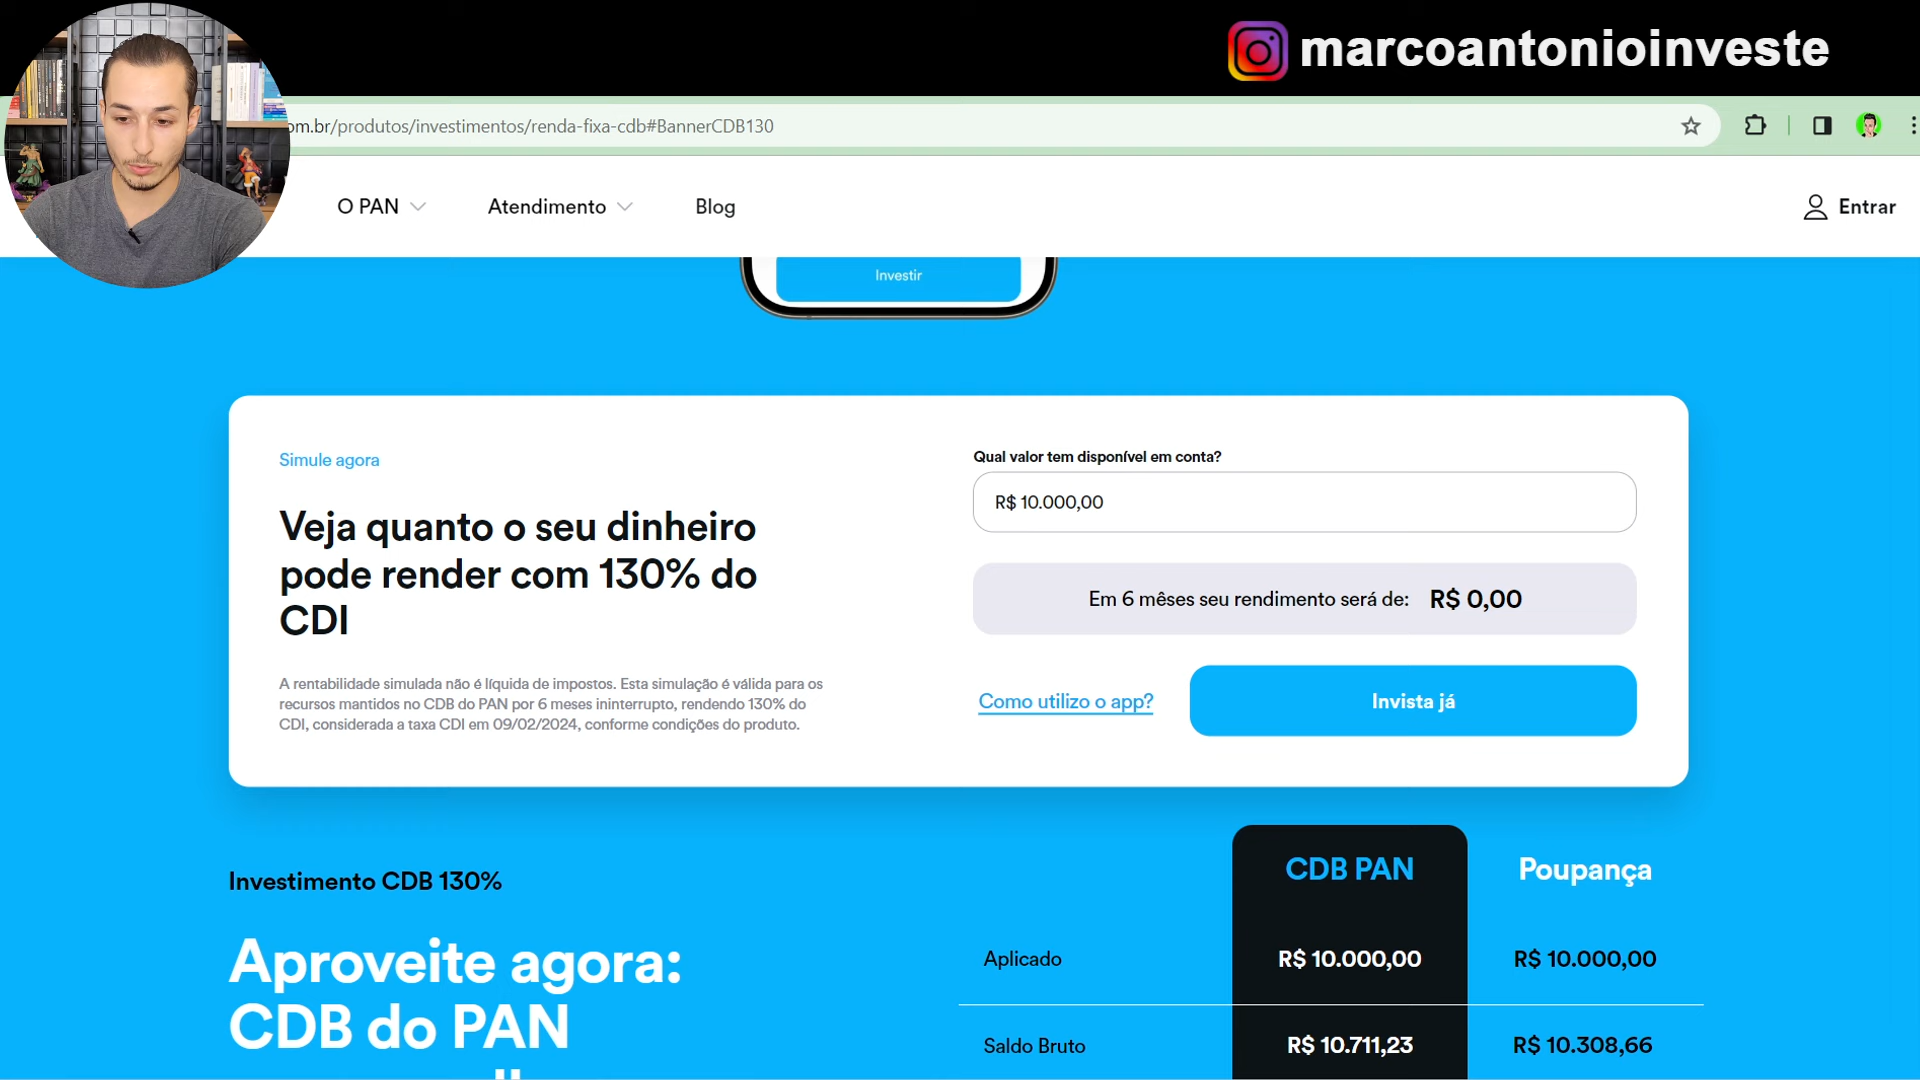 marcoantonioinveste
om.br/produtos/investimentos/renda-fixa-cdb#BannerCDB130
O PAN
Atendimento
Blog
Entrar
Investir
Simule agora
Veja quanto o seu dinheiro
pode render com 130% do
CDI
A rentabilidade simulada não é líquida de impostos. Esta simulação é válida para os
recursos mantidos no CDB do PAN por 6 meses ininterrupto, rendendo 130% do
CDI, considerada a taxa CDI em 09/02/2024, conforme condições do produto.
Qual valor tem disponível em conta?
R$ 10.000,00
Em 6 mêses seu rendimento será de: R$ 0,00
Como utilizo o app?
Invista já
Investimento CDB 130%
Aproveite agora:
CDB do PAN
CDB PAN
Poupança
Aplicado
R$ 10.000,00
R$ 10.000,00
Saldo Bruto
R$ 10.711,23
R$ 10.308,66